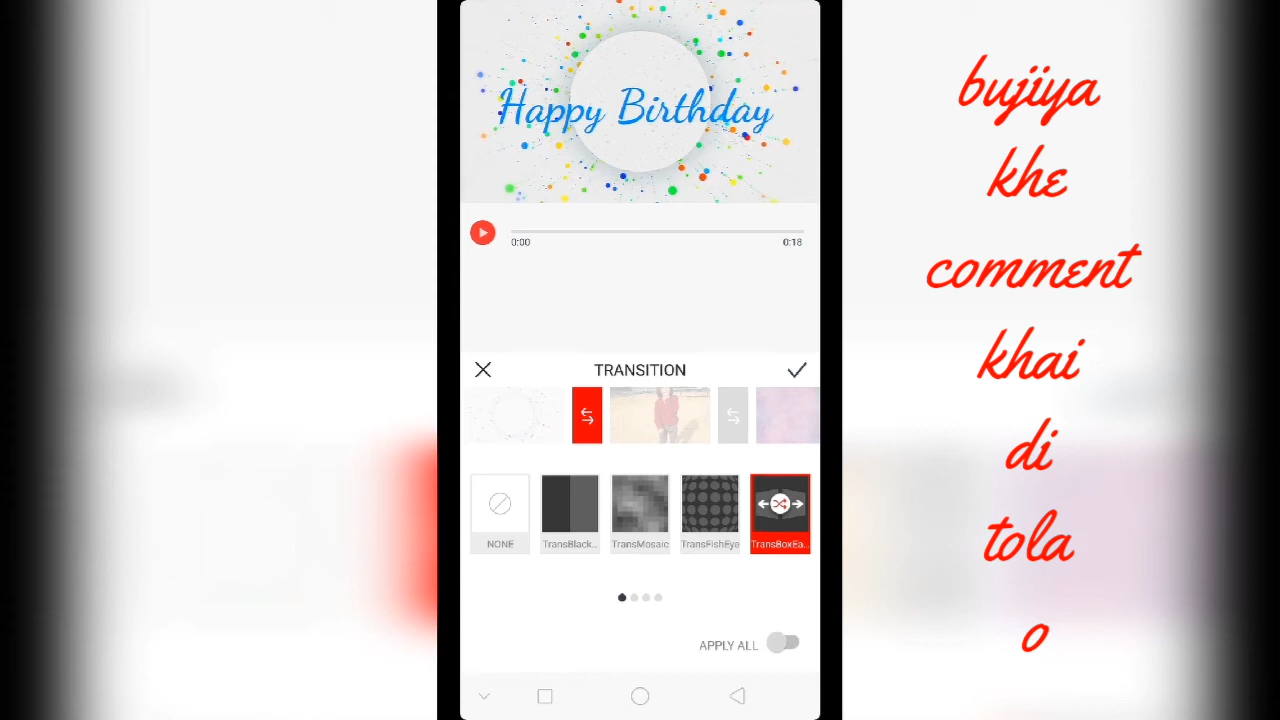 Happy Birthday
0:00
0:18
TRANSITION
NONE
TransBlack..
TransMosaic
TransFishEye
TransBoxEa...
APPLY ALL
bujiya
khe
comment
khai
di
tola
o